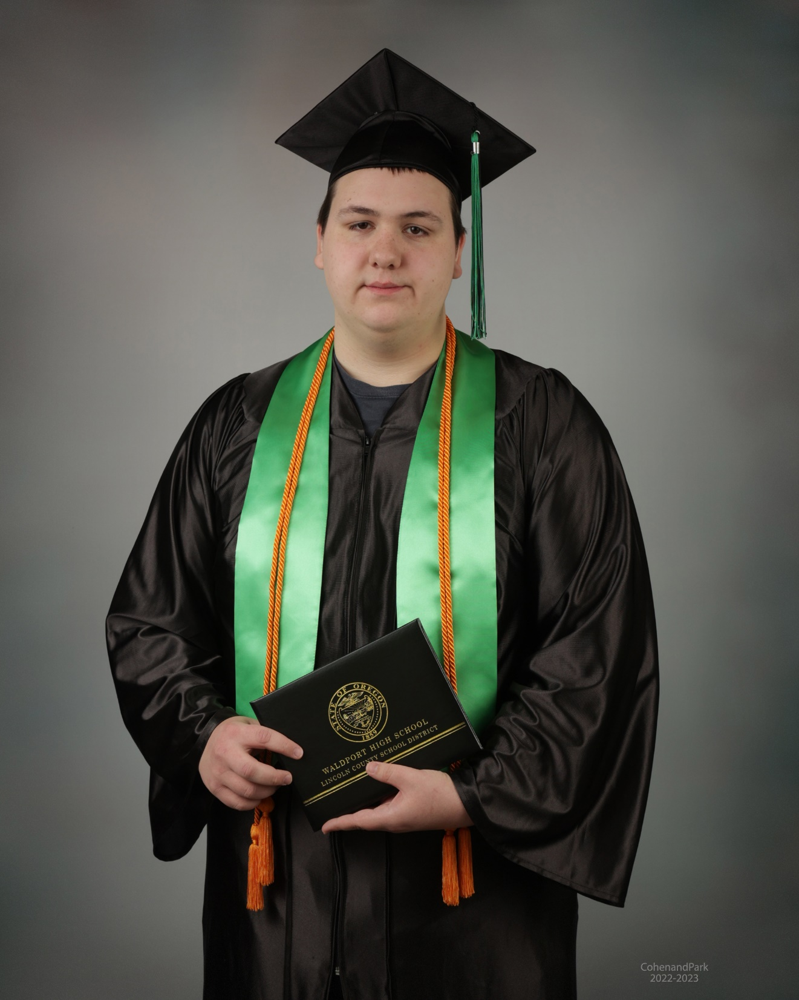 STATE OF OREGON
1859
WALDPORT HIGH SCHOOL
LINCOLN COUNTY SCHOOL DISTRICT
CohenandPark
2022-2023